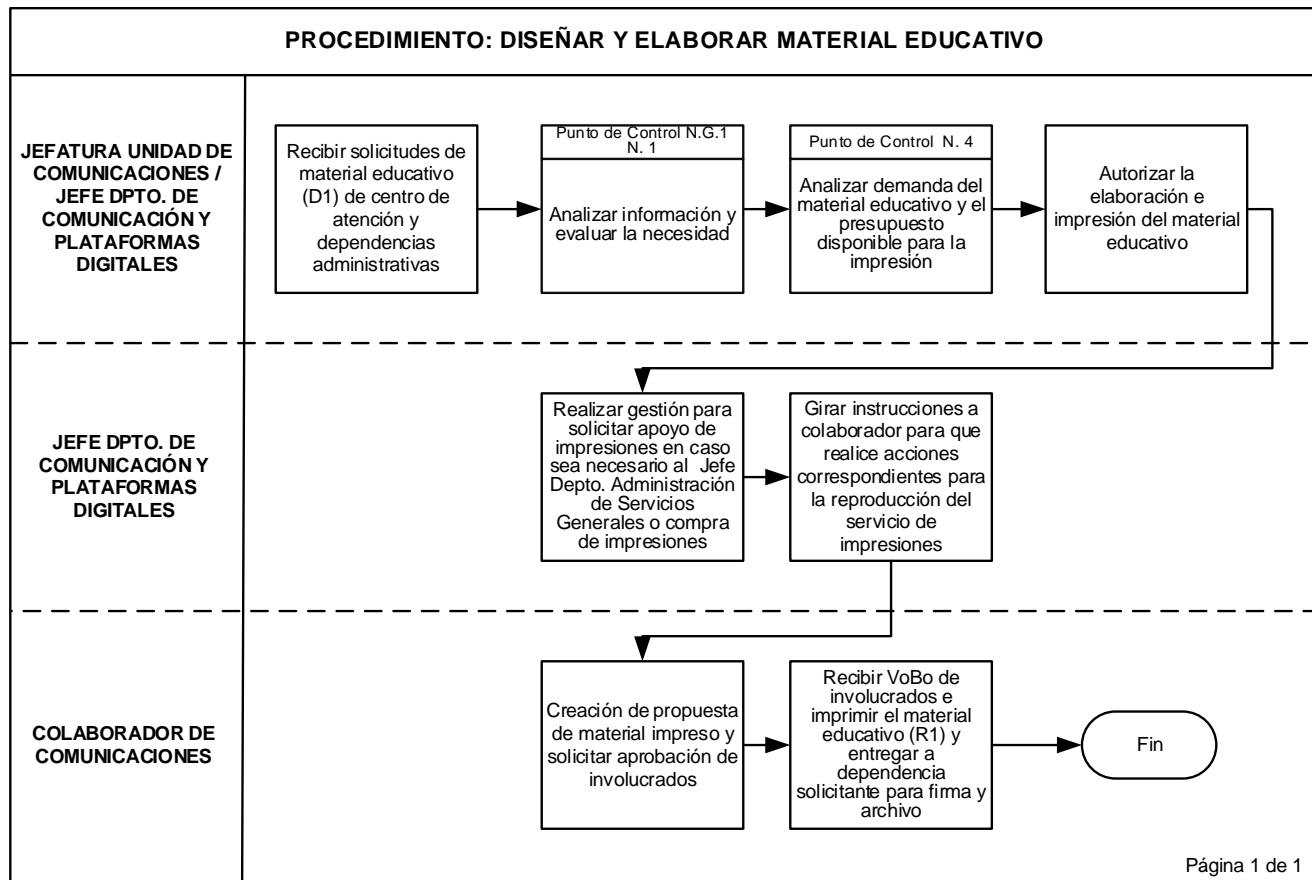 PROCEDIMIENTO: DISEÑAR Y ELABORAR MATERIAL EDUCATIVO
JEFATURA UNIDAD DE
COMUNICACIONES /
JEFE DPTO. DE
COMUNICACIÓN Y
PLATAFORMAS
DIGITALES
Recibir solicitudes de
material educativo
(D1) de centro de
atención y
dependencias
administrativas
Punto de Control N.G.1
N. 1
Analizar información y
evaluar la necesidad
Punto de Control N. 4
Analizar demanda del
material educativo y el
presupuesto
disponible para la
impresión
Autorizar la
elaboración e
impresión del material
educativo
JEFE DPTO. DE
COMUNICACIÓN Y
PLATAFORMAS
DIGITALES
Realizar gestión para
solicitar apoyo de
impresiones en caso
sea necesario al Jefe
Depto. Administración
de Servicios
Generales o compra
de impresiones
Girar instrucciones a
colaborador para que
realice acciones
correspondientes para
la reproducción del
servicio de
impresiones
COLABORADOR DE
COMUNICACIONES
Creación de propuesta
de material impreso y
solicitar aprobación de
involucrados
Recibir VoBo de
involucrados e
imprimir el material
educativo (R1) y
entregar a
dependencia
solicitante para firma y
archivo
Fin
Página 1 de 1